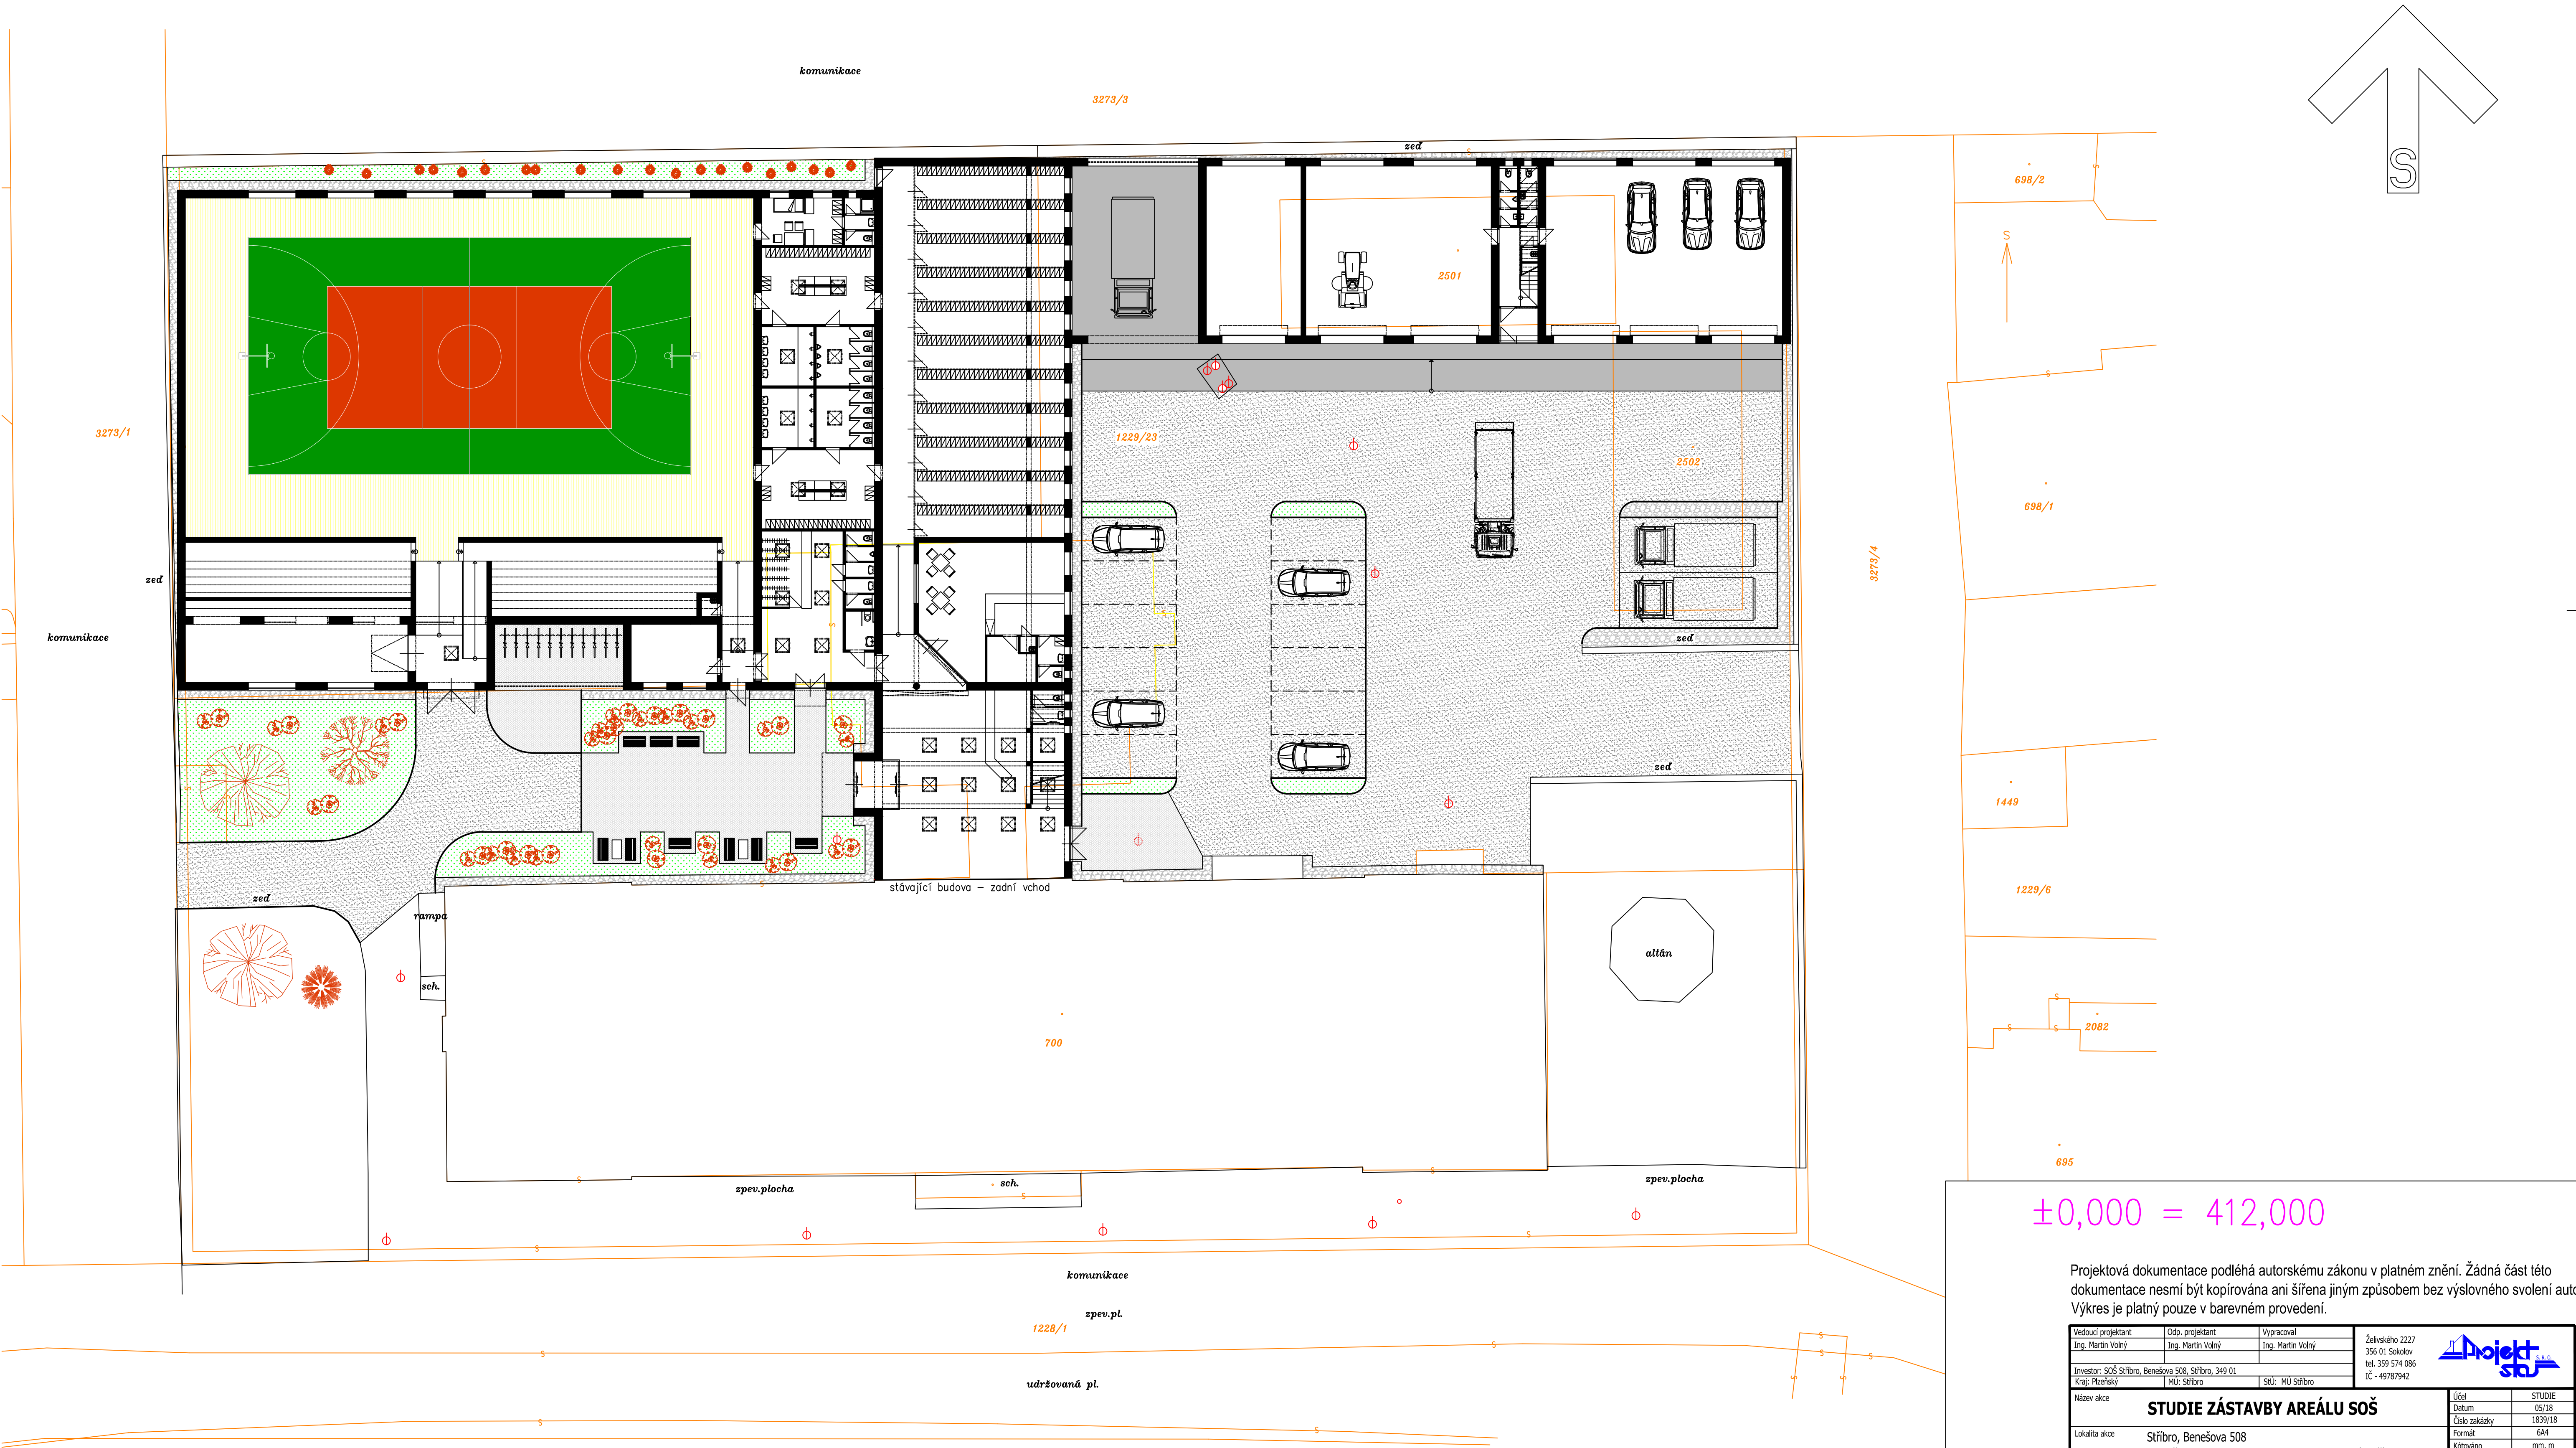 komunikace
3273/3
zeď
S
698/2
S
2501
1229/23
2502
3273/1
698/1
3273/4
zeď
komunikace
zeď
zeď
1449
stávající budova – zadní vchod
1229/6
zeď
rampa
altán
sch.
2082
700
695
zpev.plocha
sch.
zpev.plocha
±0,000 = 412,000
komunikace
zpev.pl.
1228/1
udržovaná pl.
Projektová dokumentace podléhá autorskému zákonu v platném znění. Žádná část této
dokumentace nesmí být kopírována ani šířena jiným způsobem bez výslovného svolení
Výkres je platný pouze v barevném provedení.
Vedoucí projektant Odp. projektant Vypracoval
Ing. Martin Volný Ing. Martin Volný Ing. Martin Volný
Investor: SOŠ Stříbro, Benešova 508, Stříbro, 349 01
Kraj: Plzeňský MÚ: Stříbro StÚ: MÚ Stříbro
Želivského 2227
356 01 Sokolov
tel. 359 574 086
IČ - 49787942
Projekt
stav
S. R. O.
Název akce
STUDIE ZÁSTAVBY AREÁLU SOŠ
Lokalita akce Stříbro, Benešova 508
Účel STUDIE
Datum 05/18
Číslo zakázky 1839/18
Formát 6A4
Kótováno mm, m